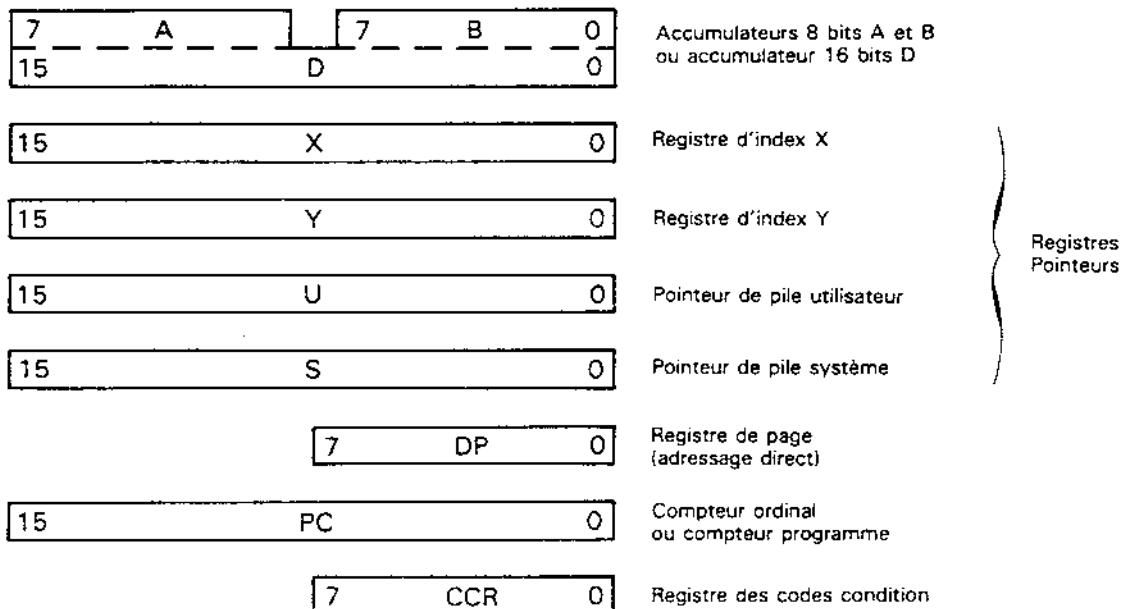 7 A 7 B 0
Accumulateurs 8 bits A et B
15 D 0
ou accumulateur 16 bits D
15 X 0
Registre d'index X
15 Y 0
Registre d'index Y
Registres
Pointeurs
15 U 0
Pointeur de pile utilisateur
15 S 0
Pointeur de pile système
7 DP 0
Registre de page
(adressage direct)
15 PC 0
Compteur ordinal
ou compteur programme
7 CCR 0
Registre des codes condition